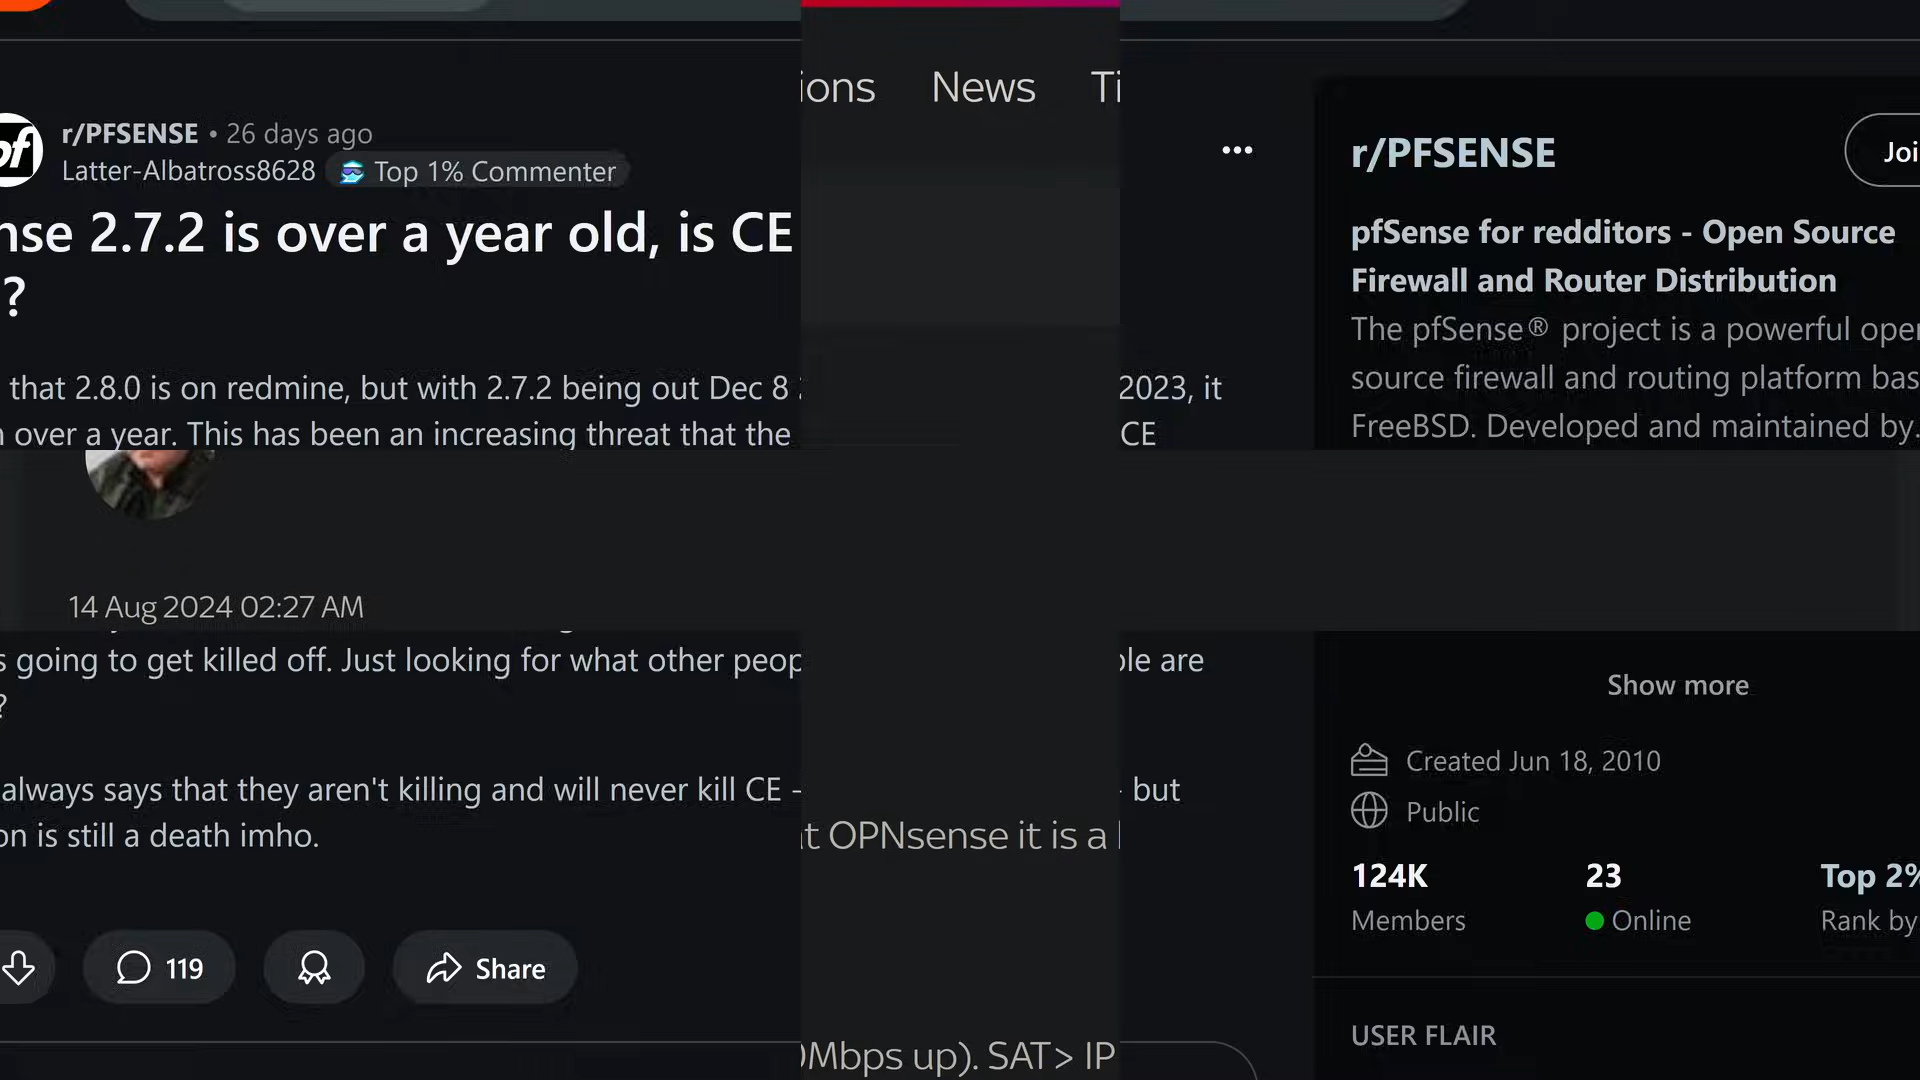 ions News Ti
r/PFSENSE • 26 days ago
Latter-Albatross8628 Top 1% Commenter
nse 2.7.2 is over a year old, is CE
?
that 2.8.0 is on redmine, but with 2.7.2 being out Dec 8 2023, it
over a year. This has been an increasing threat that the CE
14 Aug 2024 02:27 AM
s going to get killed off. Just looking for what other people are
?
always says that they aren't killing and will never kill CE - but
on is still a death imho.
t OPNsense it is a
119
Share
0Mbps up). SAT> IP
•••
r/PFSENSE
Joi
pfSense for redditors - Open Source
Firewall and Router Distribution
The pfSense® project is a powerful ope
source firewall and routing platform bas
FreeBSD. Developed and maintained by.
Show more
Created Jun 18, 2010
Public
124K 23 Top 2%
Members Online Rank by
USER FLAIR